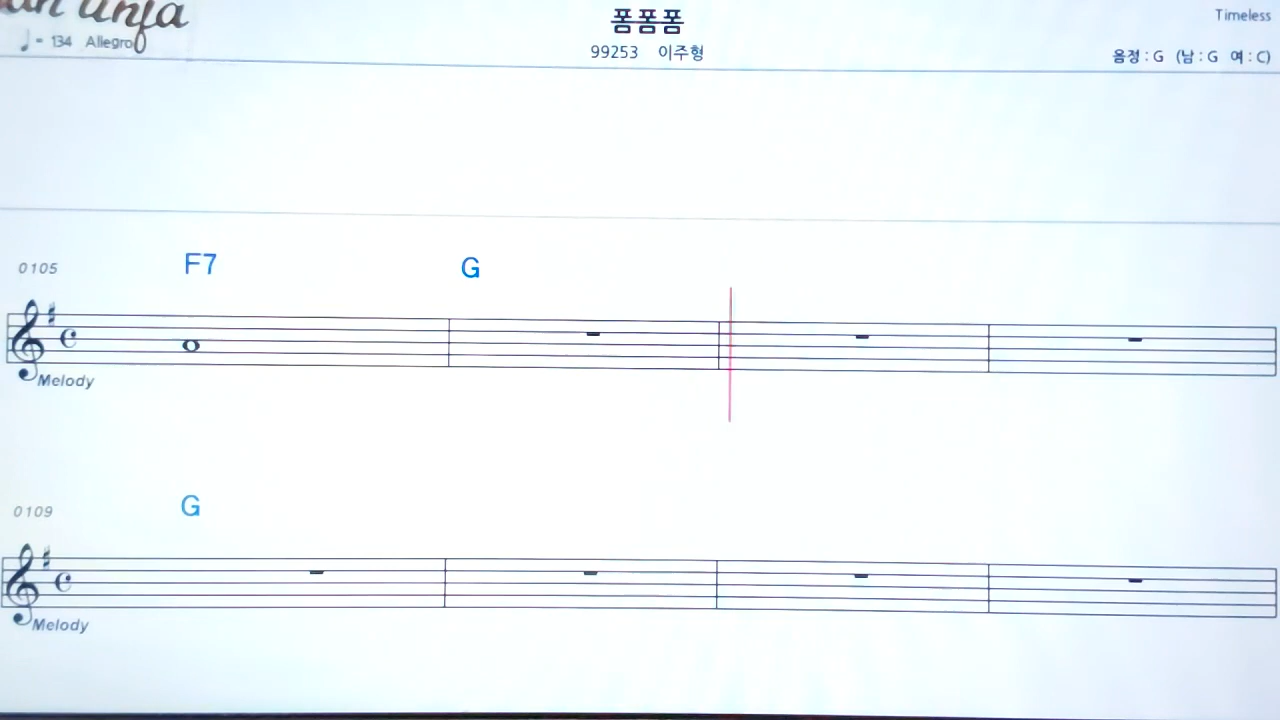 퐁퐁퐁
Timeless
♩= 134 Allegro
99253 이주형
음정 : G (남 : G 여 : C)
0105
F7 G
Melody
0109
G
Melody